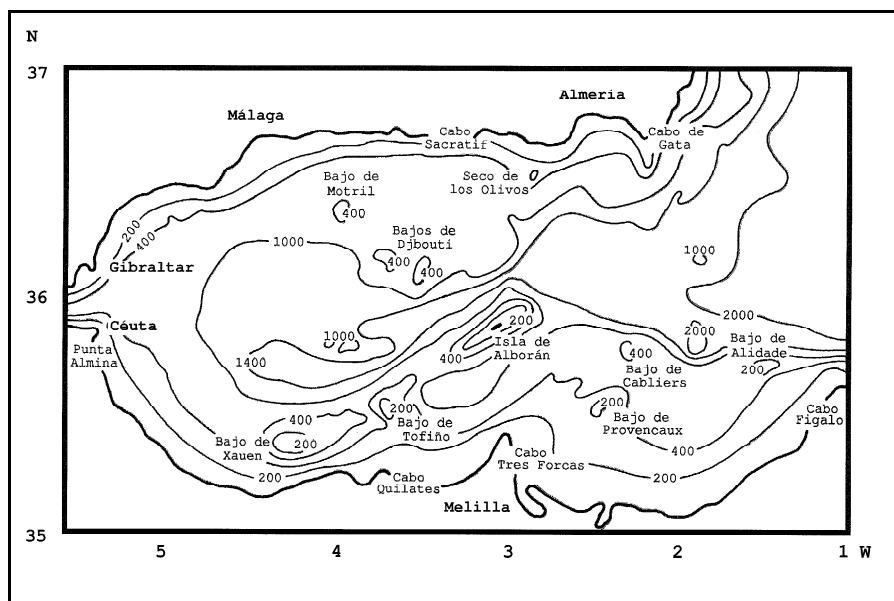 N
37
Almeria
Málaga
Cabo
Sacratif
Cabo de
Gata
Bajo de
Motril
Seco de
los Olivos
400
200
400
Bajos de
Djbouti
1000
1000
400
400
Gibraltar
36
2000
200
Céuta
1000
2000
Isla de
Alborán
Bajo de
Alidade
Punta
Almina
400
400
1400
200
Bajo de
Cabliers
200
200
Cabo
Figalo
400
Bajo de
Tofiño
Bajo de
Provencaux
Bajo de
Xauen
200
400
Cabo
Tres Forcas
200
200
Cabo
Quilates
Melilla
35
5 4 3 2 1 W